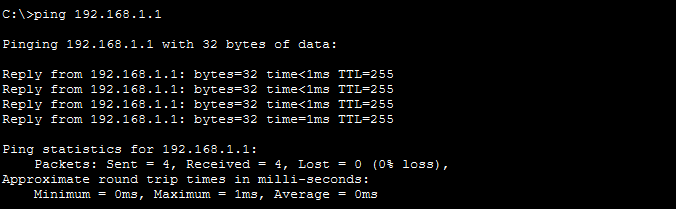 C:\>ping 192.168.1.1
Pinging 192.168.1.1 with 32 bytes of data:
Reply from 192.168.1.1: bytes=32 time<1ms TTL=255
Reply from 192.168.1.1: bytes=32 time<1ms TTL=255
Reply from 192.168.1.1: bytes=32 time<1ms TTL=255
Reply from 192.168.1.1: bytes=32 time=1ms TTL=255
Ping statistics for 192.168.1.1:
    Packets: Sent = 4, Received = 4, Lost = 0 (0% loss),
Approximate round trip times in milli-seconds:
    Minimum = 0ms, Maximum = 1ms, Average = 0ms